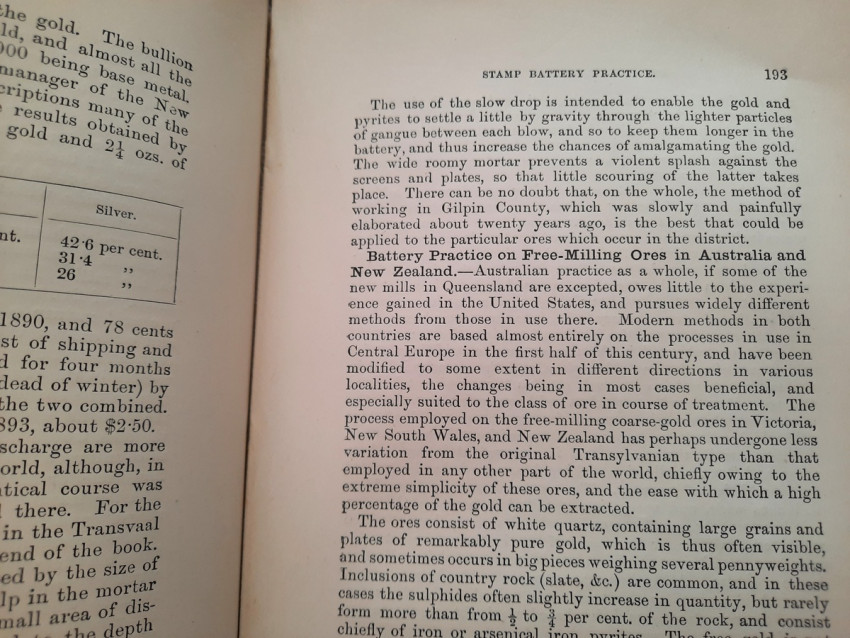 the gold. The bullion
ld, and almost all the
000 being base metal.
manager of the New
criptions many of the
results obtained by
gold and 2¼ ozs. of
Silver.
nt.
42·6 per cent.
31·4 ,,
26 ,,
1890, and 78 cents
st of shipping and
d for four months
dead of winter) by
the two combined.
893, about $2·50.
scharge are more
orld, although, in
tical course was
there. For the
in the Transvaal
end of the book.
ed by the size of
lp in the mortar
mall area of dis-
the depth
STAMP BATTERY PRACTICE. 193
The use of the slow drop is intended to enable the gold and
pyrites to settle a little by gravity through the lighter particles
of gangue between each blow, and so to keep them longer in the
battery, and thus increase the chances of amalgamating the gold.
The wide roomy mortar prevents a violent splash against the
screens and plates, so that little scouring of the latter takes
place. There can be no doubt that, on the whole, the method of
working in Gilpin County, which was slowly and painfully
elaborated about twenty years ago, is the best that could be
applied to the particular ores which occur in the district.
Battery Practice on Free-Milling Ores in Australia and
New Zealand.—Australian practice as a whole, if some of the
new mills in Queensland are excepted, owes little to the experi-
ence gained in the United States, and pursues widely different
methods from those in use there. Modern methods in both
countries are based almost entirely on the processes in use in
Central Europe in the first half of this century, and have been
modified to some extent in different directions in various
localities, the changes being in most cases beneficial, and
especially suited to the class of ore in course of treatment. The
process employed on the free-milling coarse-gold ores in Victoria,
New South Wales, and New Zealand has perhaps undergone less
variation from the original Transylvanian type than that
employed in any other part of the world, chiefly owing to the
extreme simplicity of these ores, and the ease with which a high
percentage of the gold can be extracted.
The ores consist of white quartz, containing large grains and
plates of remarkably pure gold, which is thus often visible,
and sometimes occurs in big pieces weighing several pennyweights.
Inclusions of country rock (slate, &c.) are common, and in these
cases the sulphides often slightly increase in quantity, but rarely
form more than from ½ to ¾ per cent. of the rock, and consist
chiefly of iron or arsenical iron pyrites. The free gold is